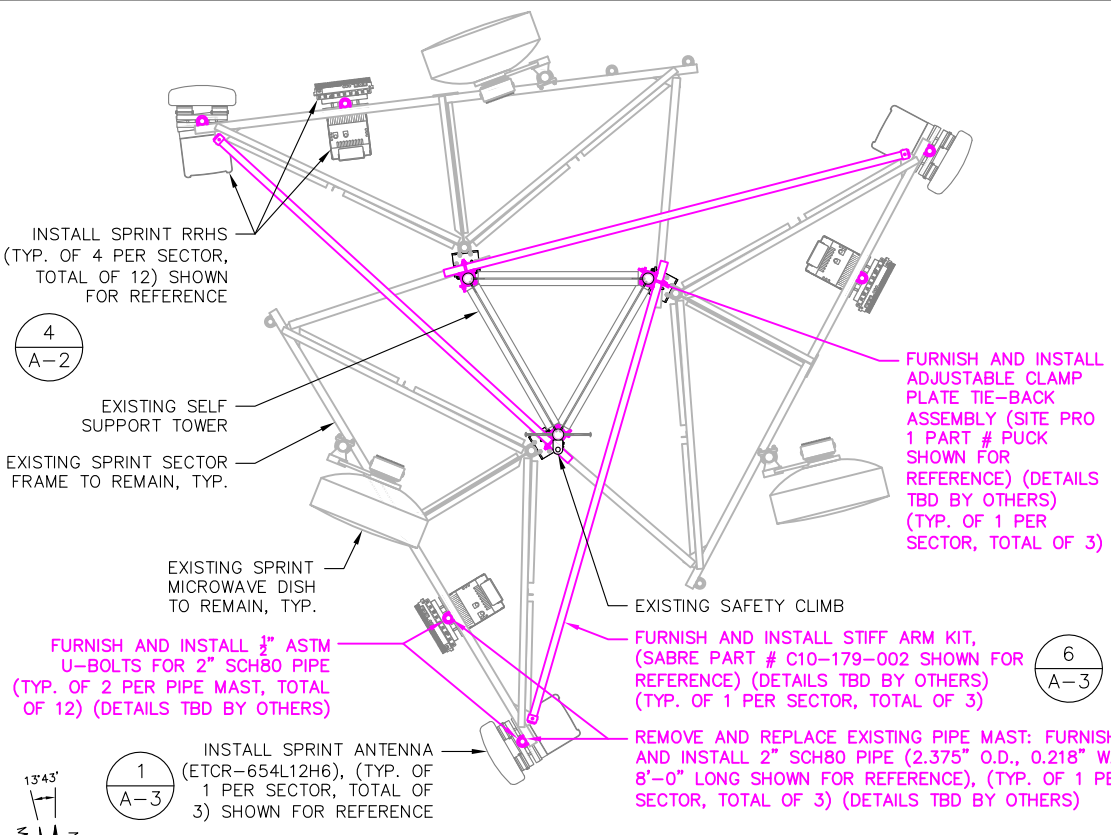 INSTALL SPRINT RRHS
(TYP. OF 4 PER SECTOR,
TOTAL OF 12) SHOWN
FOR REFERENCE
4
A-2
EXISTING SELF
SUPPORT TOWER
EXISTING SPRINT SECTOR
FRAME TO REMAIN, TYP.
EXISTING SPRINT
MICROWAVE DISH
TO REMAIN, TYP.
FURNISH AND INSTALL 1/2" ASTM
U-BOLTS FOR 2" SCH80 PIPE
(TYP. OF 2 PER PIPE MAST, TOTAL
OF 12) (DETAILS TBD BY OTHERS)
1
A-3
INSTALL SPRINT ANTENNA
(ETCR-654L12H6), (TYP. OF
1 PER SECTOR, TOTAL OF
3) SHOWN FOR REFERENCE
13°43'
FURNISH AND INSTALL
ADJUSTABLE CLAMP
PLATE TIE-BACK
ASSEMBLY (SITE PRO
1 PART # PUCK
SHOWN FOR
REFERENCE) (DETAILS
TBD BY OTHERS)
(TYP. OF 1 PER
SECTOR, TOTAL OF 3)
EXISTING SAFETY CLIMB
FURNISH AND INSTALL STIFF ARM KIT,
(SABRE PART # C10-179-002 SHOWN FOR
REFERENCE) (DETAILS TBD BY OTHERS)
(TYP. OF 1 PER SECTOR, TOTAL OF 3)
6
A-3
REMOVE AND REPLACE EXISTING PIPE MAST: FURNISH
AND INSTALL 2" SCH80 PIPE (2.375" O.D., 0.218" W
8'-0" LONG SHOWN FOR REFERENCE), (TYP. OF 1 PE
SECTOR, TOTAL OF 3) (DETAILS TBD BY OTHERS)